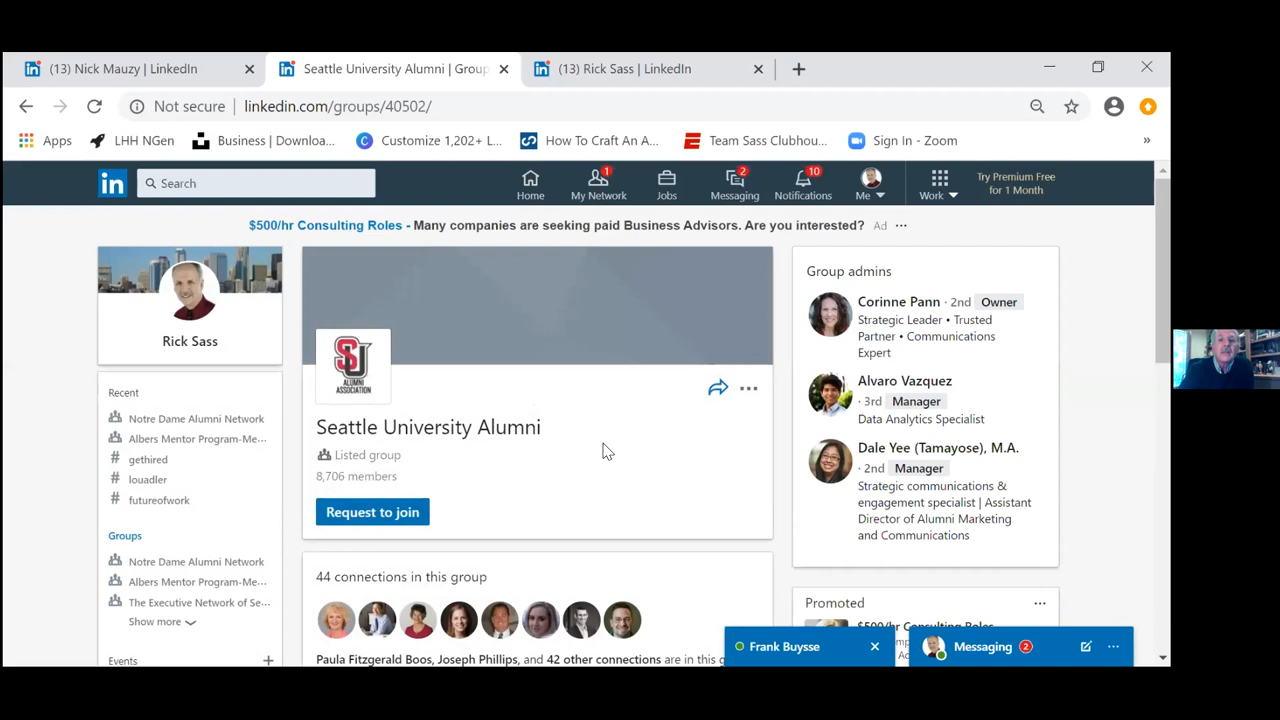 (13) Nick Mauzy | LinkedIn
Seattle University Alumni | Group
(13) Rick Sass | LinkedIn
Not secure
linkedin.com/groups/40502/
Apps
LHH NGen
Business | Downloa...
Customize 1,202+ L...
How To Craft An A...
Team Sass Clubhou...
Sign In - Zoom
»
in
Search
Home
1
My Network
Jobs
2
Messaging
10
Notifications
Me
Work
Try Premium Free
for 1 Month
$500/hr Consulting Roles - Many companies are seeking paid Business Advisors. Are you interested? Ad ...
Rick Sass
Recent
Notre Dame Alumni Network
Albers Mentor Program-Me...
# gethired
# louadler
# futureofwork
Groups
Notre Dame Alumni Network
Albers Mentor Program-Me...
The Executive Network of Se...
Show more
Events +
SU
ALUMNI
ASSOCIATION
Seattle University Alumni
Listed group
8,706 members
Request to join
44 connections in this group
Paula Fitzgerald Boos, Joseph Phillips, and 42 other connections are in this g
Group admins
Corinne Pann · 2nd Owner
Strategic Leader • Trusted
Partner • Communications
Expert
Alvaro Vazquez
· 3rd Manager
Data Analytics Specialist
Dale Yee (Tamayose), M.A.
· 2nd Manager
Strategic communications &
engagement specialist | Assistant
Director of Alumni Marketing
and Communications
Promoted ...
$500/hr Consulting Roles
Frank Buysse
Messaging 2